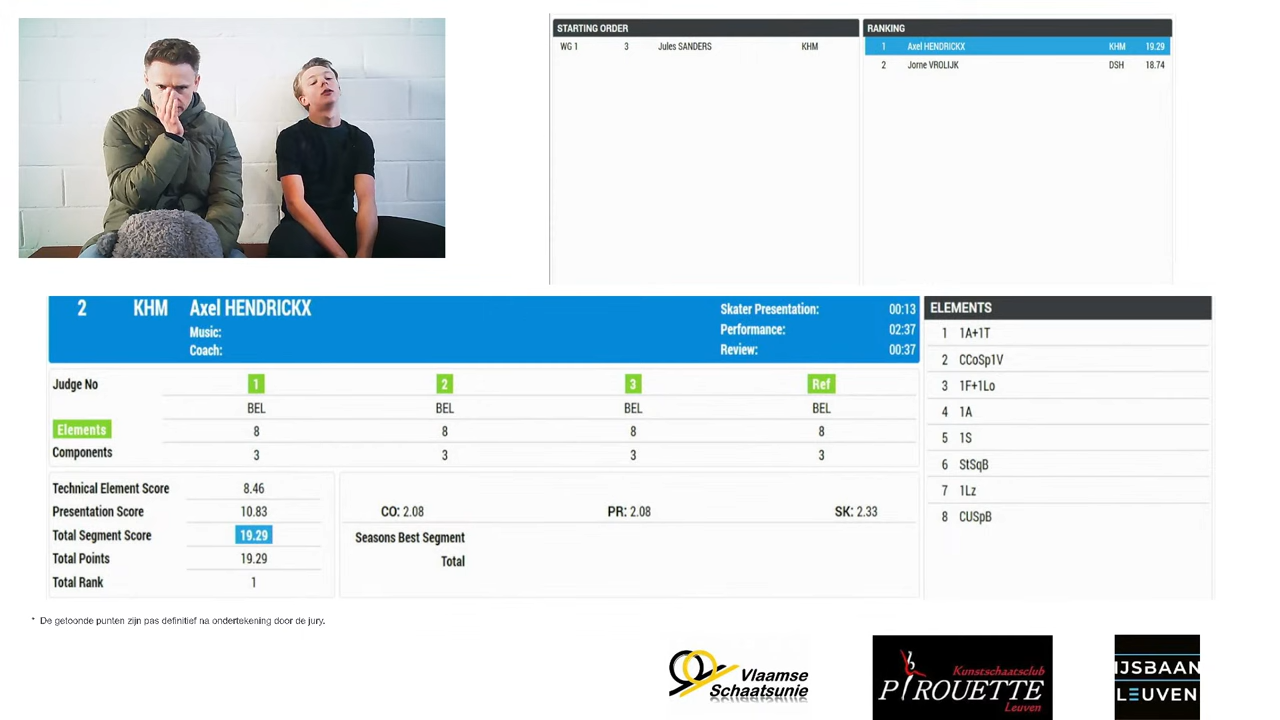 STARTING ORDER
WG 1 3 Jules SANDERS KHM
RANKING
1 Axel HENDRICKX KHM 19.29
2 Jorne VROLIJK DSH 18.74
2 KHM Axel HENDRICKX
Music:
Coach:
Skater Presentation: 00:13
Performance: 02:37
Review: 00:37
Judge No 1 2 3 Ref
BEL BEL BEL BEL
Elements 8 8 8 8
Components 3 3 3 3
Technical Element Score 8.46
Presentation Score 10.83
Total Segment Score 19.29
Total Points 19.29
Total Rank 1
CO: 2.08 PR: 2.08 SK: 2.33
Seasons Best Segment
Total
ELEMENTS
1 1A+1T
2 CCoSp1V
3 1F+1Lo
4 1A
5 1S
6 StSqB
7 1Lz
8 CUSpB
* De getoonde punten zijn pas definitief na ondertekening door de jury.
Vlaamse
Schaatsunie
Kunstschaatsclub
PIROUETTE
Leuven
IJSBAAN
LEUVEN